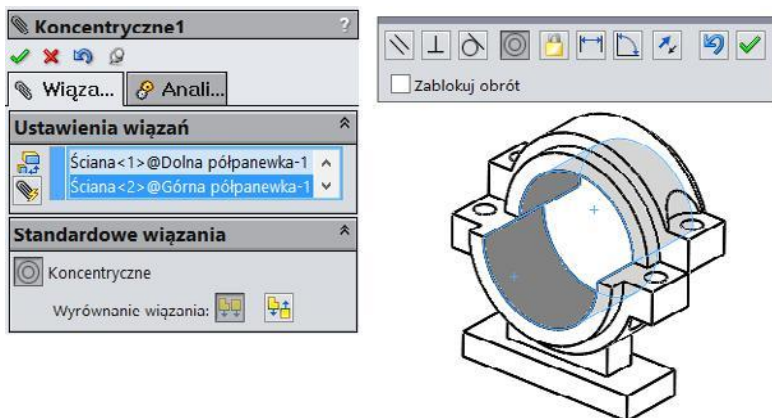 Koncentryczne1 ?
Wiąza... Anali...
Ustawienia wiązań
Ściana<1>@Dolna półpanewka-1
Ściana<2>@Górna półpanewka-1
Standardowe wiązania
Koncentryczne
Wyrównanie wiązania:
Zablokuj obrót